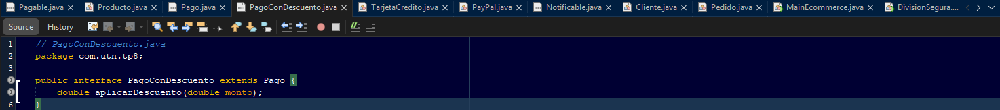 Pagable.java Producto.java Pago.java PagoConDescuento.java TarjetaCredito.java PayPal.java Notificable.java Cliente.java Pedido.java MainEcommerce.java DivisionSegura....
Source History
1 // PagoConDescuento.java
2 package com.utn.tp8;
3
public interface PagoConDescuento extends Pago {
double aplicarDescuento(double monto);
6 }